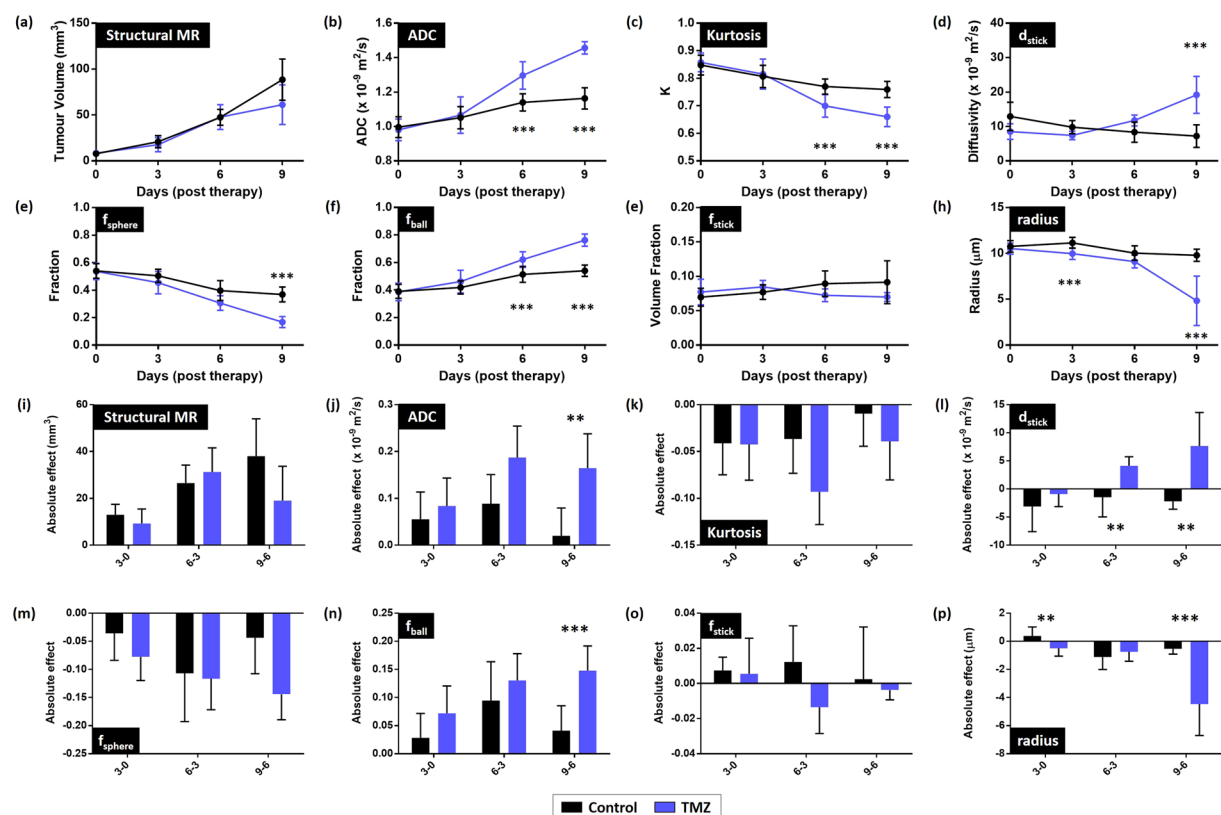 (a)
Structural MR
Tumour Volume (mm³)
150
100
50
0
0 3 6 9
Days (post therapy)
(b)
ADC
ADC (x 10⁻⁹ m²/s)
1.6
1.4
1.2
1.0
0.8
*** ***
0 3 6 9
Days (post therapy)
(c)
Kurtosis
K
1.0
0.9
0.8
0.7
0.6
0.5
*** ***
0 3 6 9
Days (post therapy)
(d)
d_stick
Diffusivity (x 10⁻⁹ m²/s)
30
20
10
0
***
0 3 6 9
Days (post therapy)
(e)
f_sphere
Fraction
1.0
0.8
0.6
0.4
0.2
0.0
***
0 3 6 9
Days (post therapy)
(f)
f_ball
Fraction
1.0
0.8
0.6
0.4
0.2
0.0
*** ***
0 3 6 9
Days (post therapy)
(e)
f_stick
Volume Fraction
0.20
0.15
0.10
0.05
0.00
0 3 6 9
Days (post therapy)
(h)
radius
Radius (μm)
15
10
5
0
***
***
0 3 6 9
Days (post therapy)
(i)
Structural MR
Absolute effect (mm³)
60
40
20
0
3-0 6-3 9-6
(j)
ADC
Absolute effect (x 10⁻⁹ m²/s)
0.3
0.2
0.1
0.0
**
3-0 6-3 9-6
(k)
Absolute effect
0.00
-0.05
-0.10
-0.15
Kurtosis
3-0 6-3 9-6
(l)
d_stick
Absolute effect (x 10⁻⁹ m²/s)
15
10
5
0
-5
-10
** **
3-0 6-3 9-6
(m)
Absolute effect
0.00
-0.05
-0.10
-0.15
-0.20
-0.25
f_sphere
3-0 6-3 9-6
(n)
f_ball
Absolute effect
0.25
0.20
0.15
0.10
0.05
0.00
***
3-0 6-3 9-6
(o)
f_stick
Absolute effect
0.04
0.02
0.00
-0.02
-0.04
3-0 6-3 9-6
(p)
Absolute effect (μm)
2
0
-2
-4
-6
-8
** ***
radius
3-0 6-3 9-6
Control TMZ